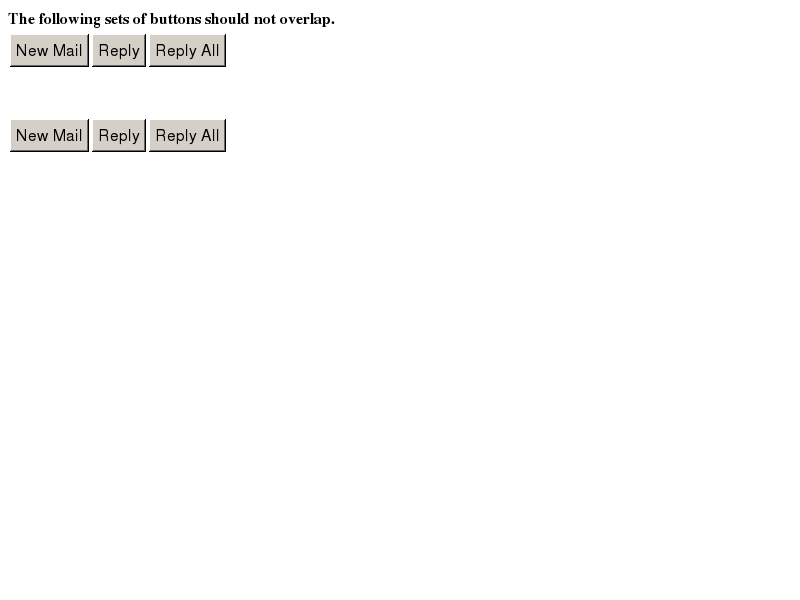 The following sets of buttons should not overlap.
New Mail Reply Reply All
New Mail Reply Reply All